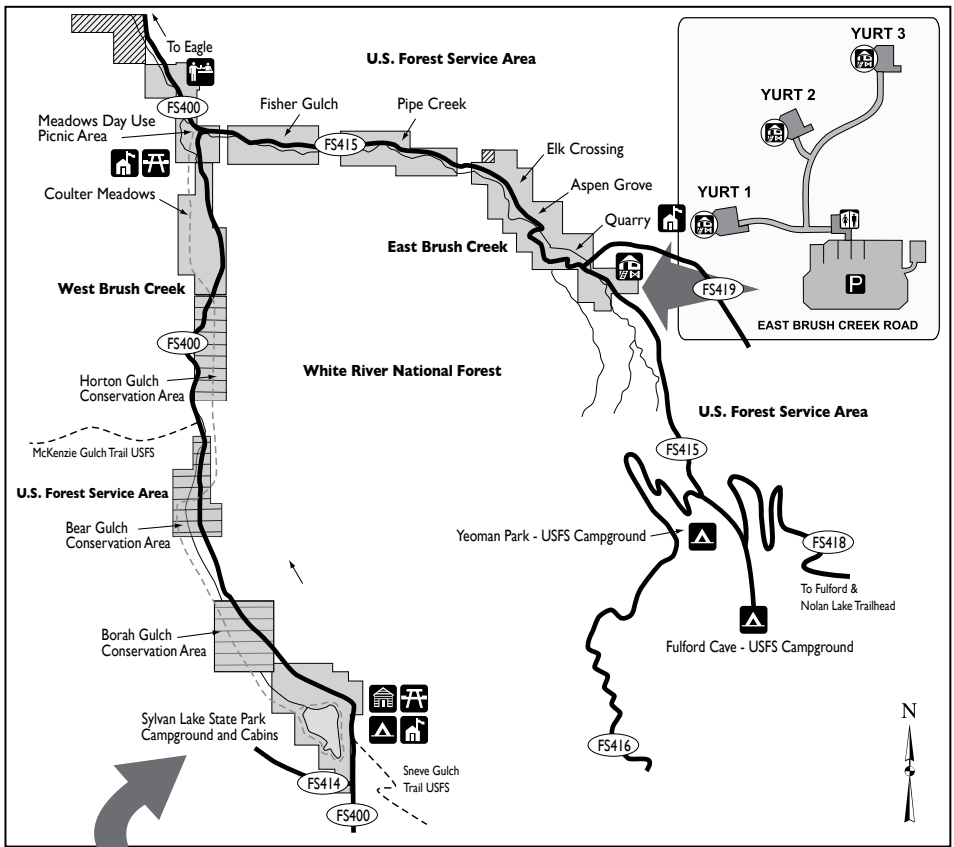 To Eagle
U.S. Forest Service Area
FS400
Meadows Day Use
Picnic Area
Fisher Gulch
Pipe Creek
FS415
Elk Crossing
Aspen Grove
Quarry
Coulter Meadows
East Brush Creek
West Brush Creek
FS419
YURT 3
YURT 2
YURT 1
P
EAST BRUSH CREEK ROAD
FS400
White River National Forest
Horton Gulch
Conservation Area
U.S. Forest Service Area
McKenzie Gulch Trail USFS
FS415
U.S. Forest Service Area
Bear Gulch
Conservation Area
Yeoman Park - USFS Campground
FS418
To Fulford &
Nolan Lake Trailhead
Fulford Cave - USFS Campground
Borah Gulch
Conservation Area
Sylvan Lake State Park
Campground and Cabins
FS416
N
Sneve Gulch
Trail USFS
FS414
FS400